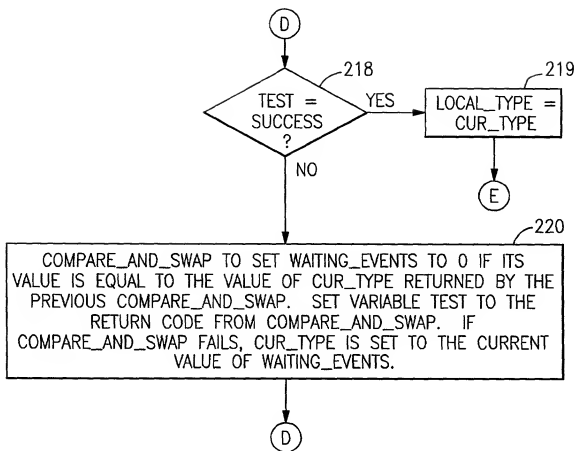 D
218
TEST =
SUCCESS
?
YES
219
LOCAL_TYPE =
CUR_TYPE
E
NO
220
COMPARE_AND_SWAP TO SET WAITING_EVENTS TO 0 IF ITS
VALUE IS EQUAL TO THE VALUE OF CUR_TYPE RETURNED BY THE
PREVIOUS COMPARE_AND_SWAP. SET VARIABLE TEST TO THE
RETURN CODE FROM COMPARE_AND_SWAP. IF
COMPARE_AND_SWAP FAILS, CUR_TYPE IS SET TO THE CURRENT
VALUE OF WAITING_EVENTS.
D